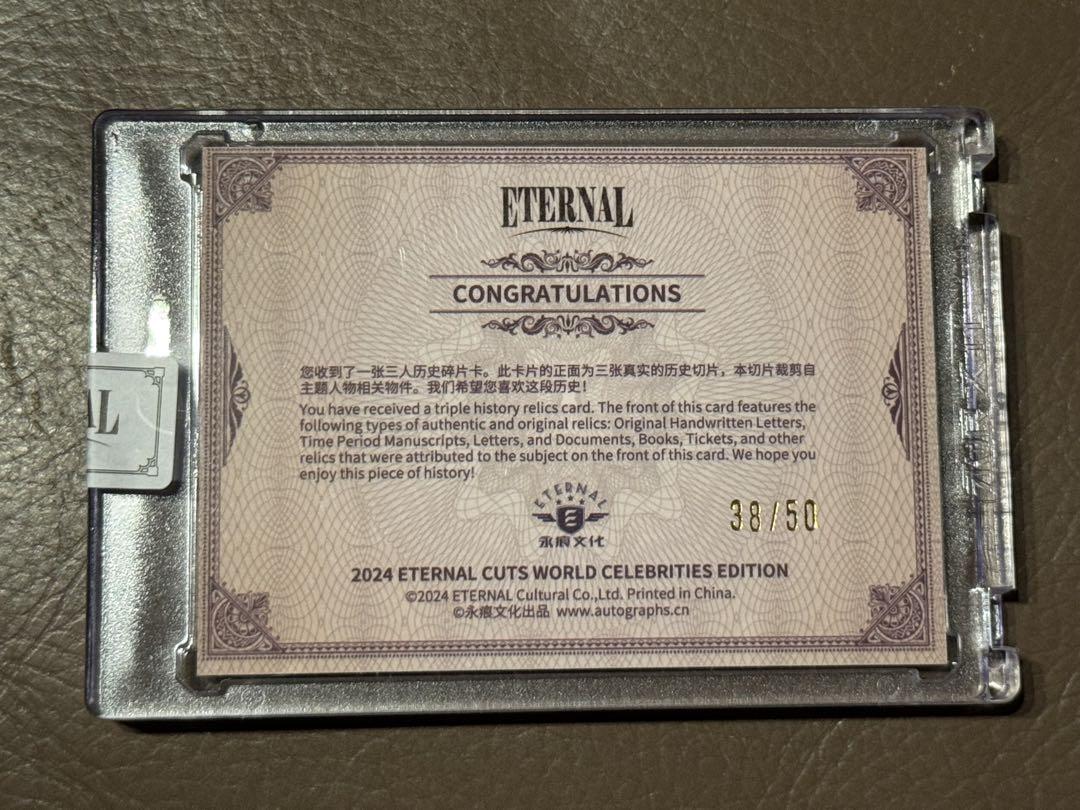 ETERNAL
CONGRATULATIONS
您收到了一张三人历史碎片卡。此卡片的正面为三张真实的历史切片，本切片裁剪自
主题人物相关物件。我们希望您喜欢这段历史！
You have received a triple history relics card. The front of this card features the
following types of authentic and original relics: Original Handwritten Letters,
Time Period Manuscripts, Letters, and Documents, Books, Tickets, and other
relics that were attributed to the subject on the front of this card. We hope you
enjoy this piece of history!
ETERNAL
永痕文化
38/50
2024 ETERNAL CUTS WORLD CELEBRITIES EDITION
©2024 ETERNAL Cultural Co.,Ltd. Printed in China.
©永痕文化出品 www.autographs.cn
AL